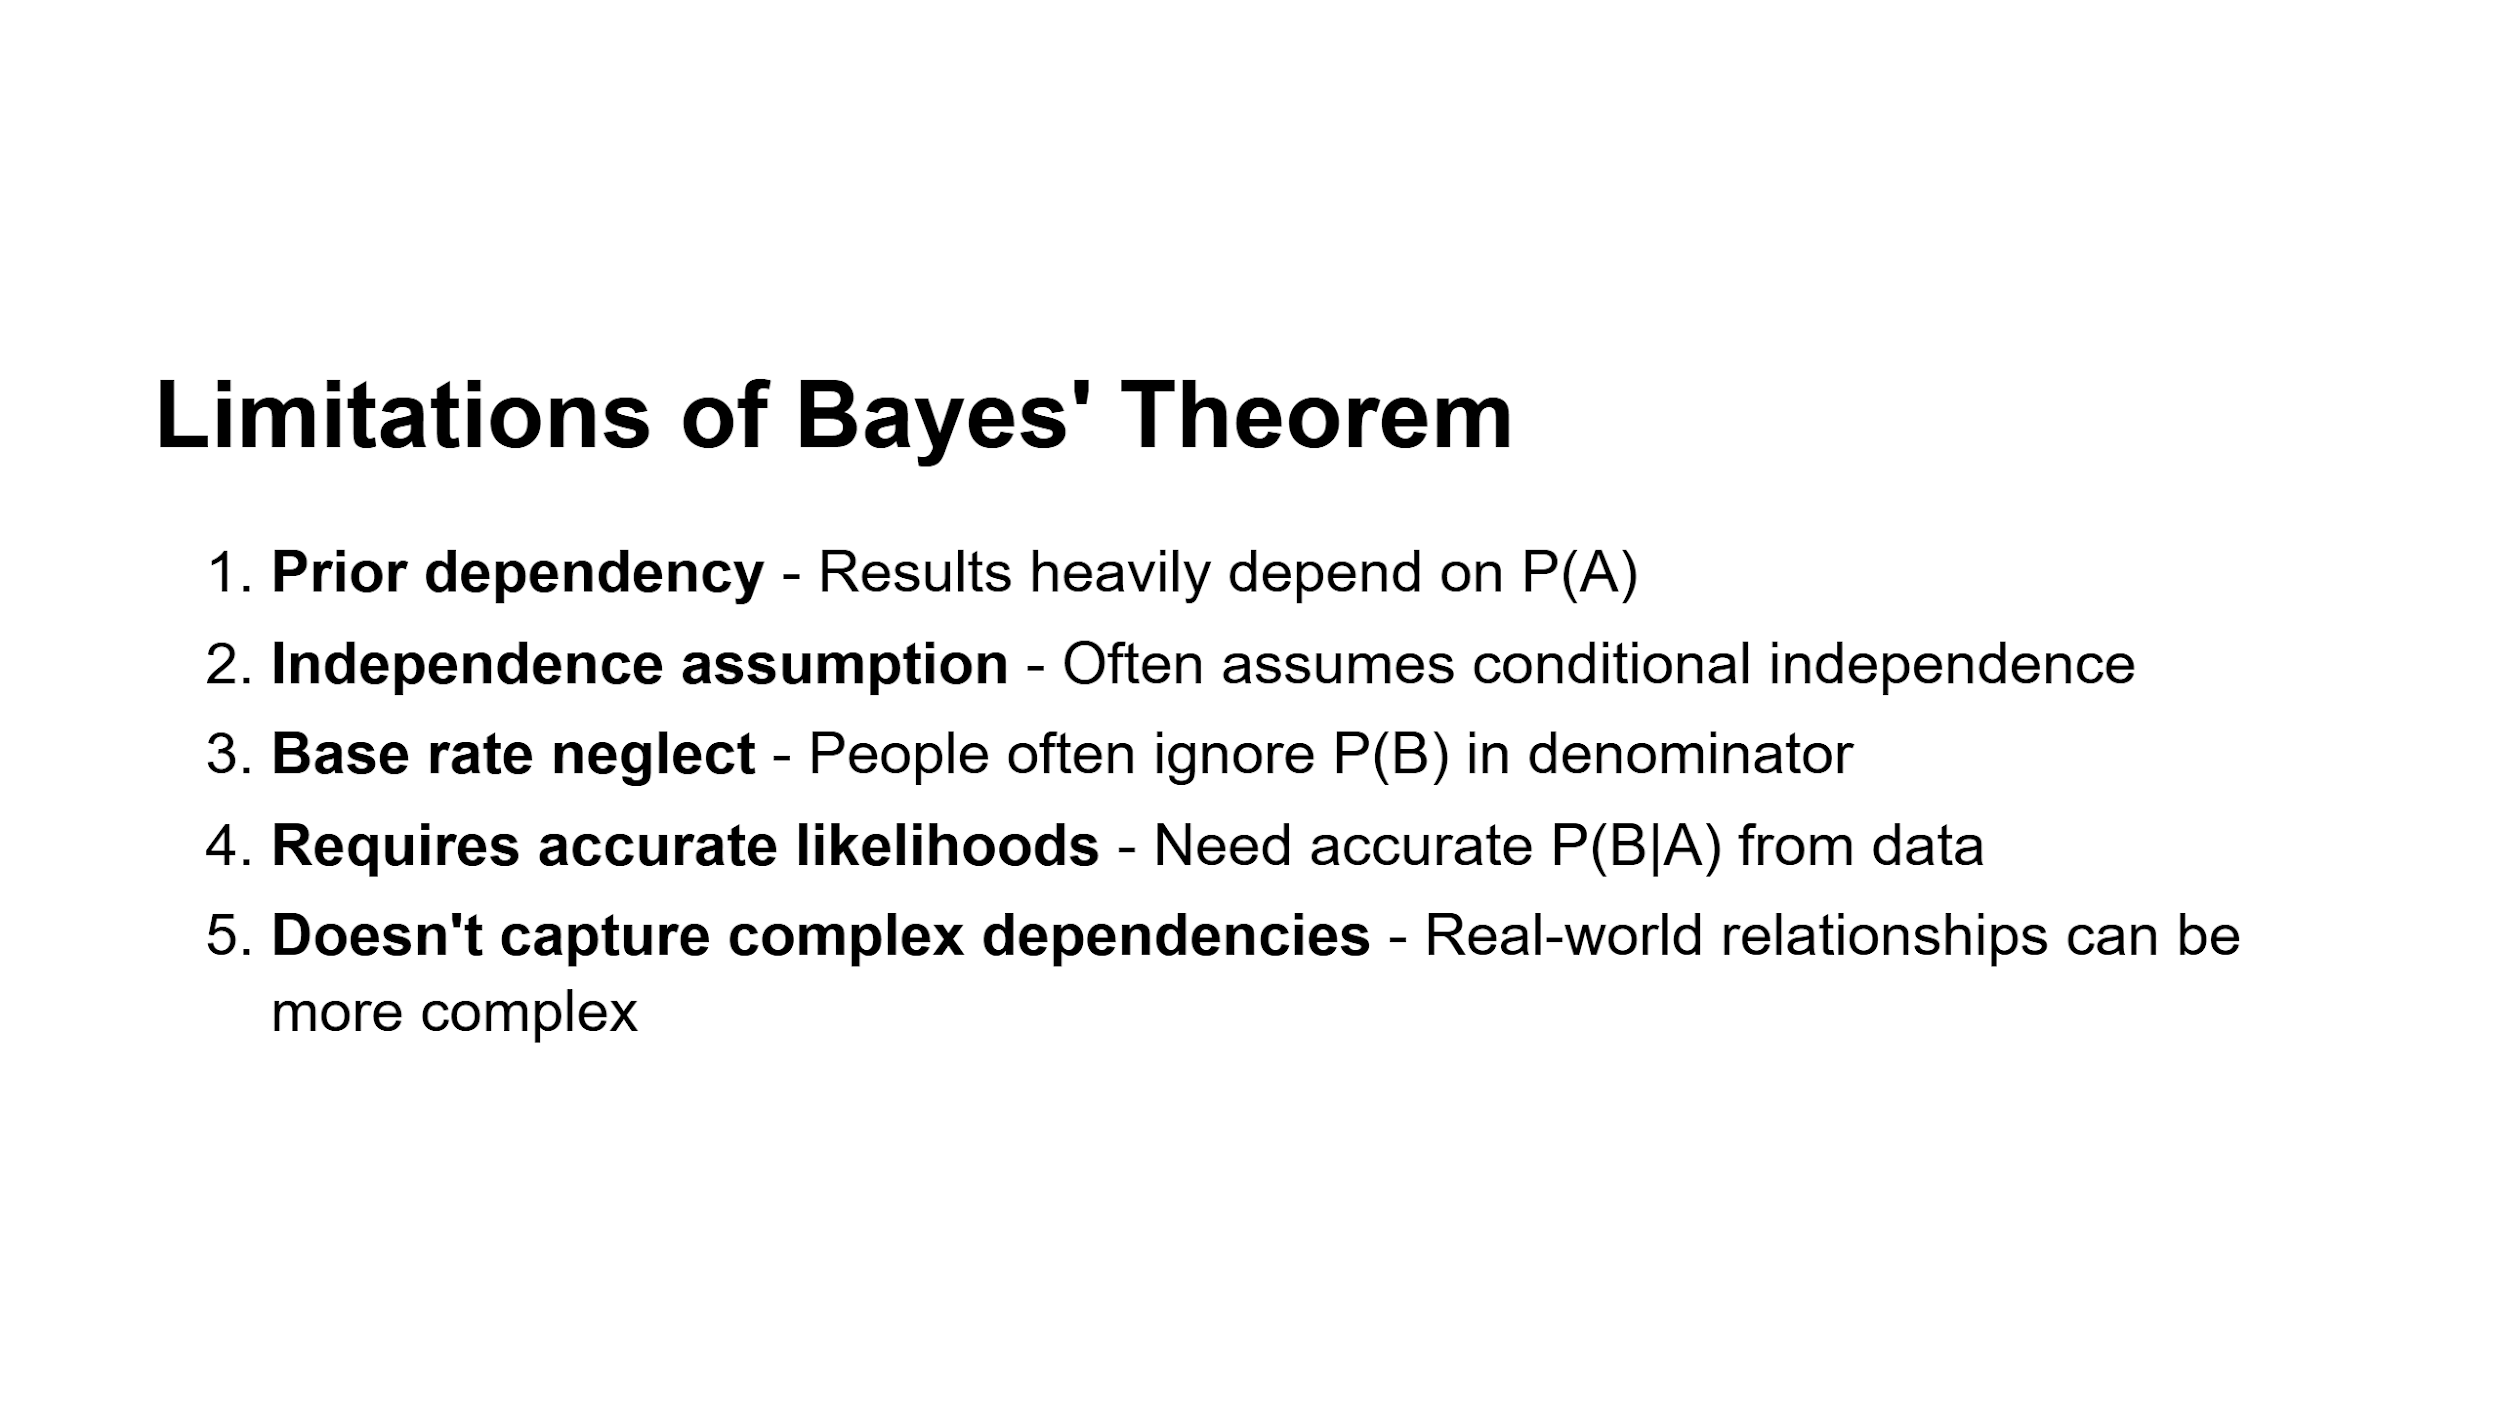 Limitations of Bayes' Theorem
1. Prior dependency - Results heavily depend on P(A)
2. Independence assumption - Often assumes conditional independence
3. Base rate neglect - People often ignore P(B) in denominator
4. Requires accurate likelihoods - Need accurate P(B|A) from data
5. Doesn't capture complex dependencies - Real-world relationships can be
more complex